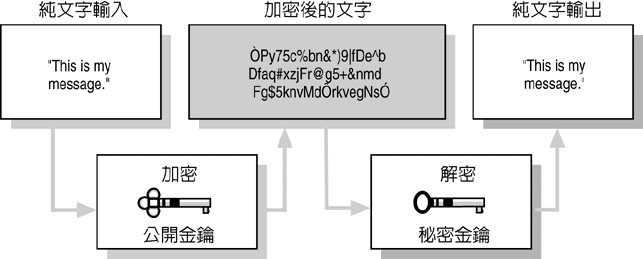 純文字輸入
加密後的文字
純文字輸出
"This is my
message."
ÒPy75c%bn&*)9|fDe^b
Dfaq#xzjFr@g5+&nmd
Fg$5knvMdÓrkvegNsÓ
"This is my
message."
加密
公開金鑰
解密
秘密金鑰